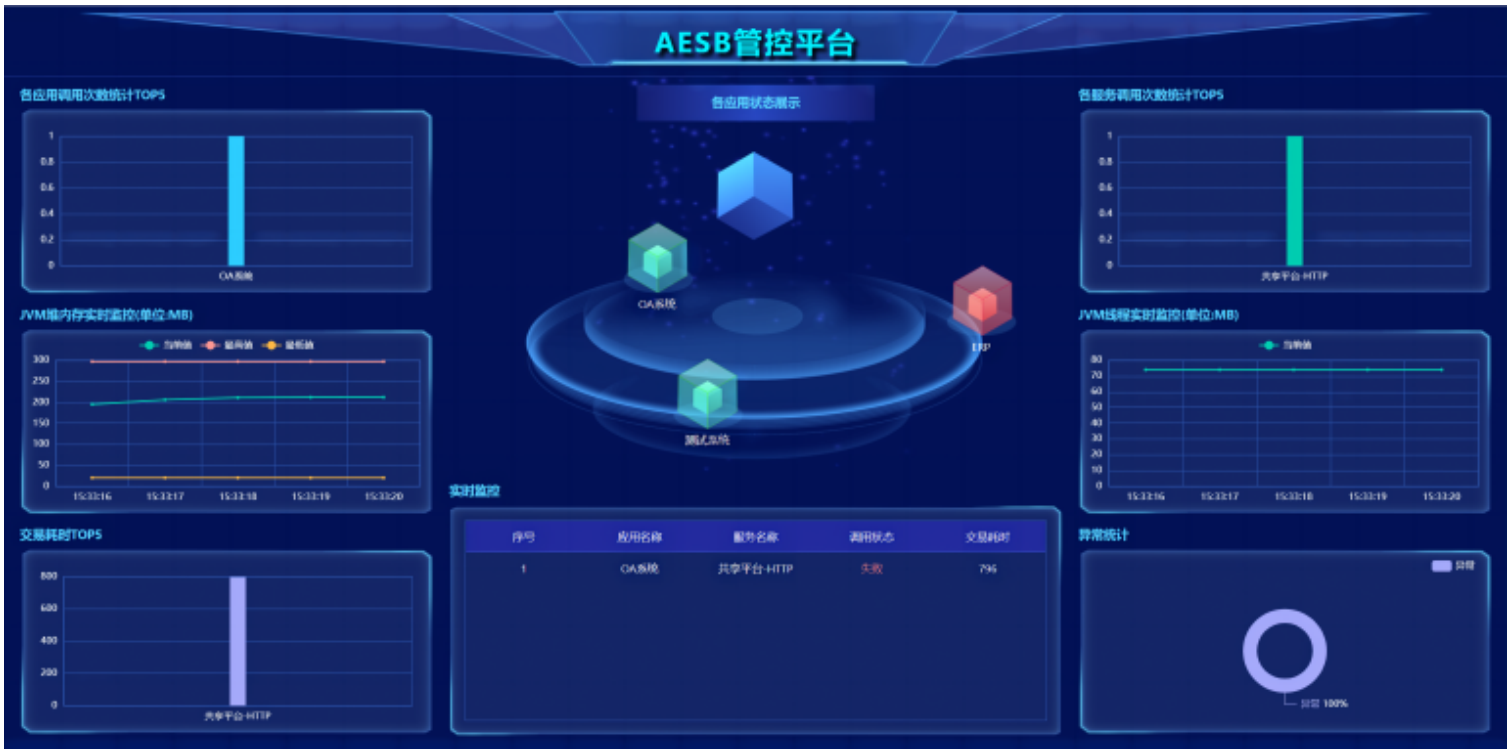 AESB管控平台
各应用调用次数统计TOP5
1
0.8
0.6
0.4
0.2
0
OA系统
JVM堆内存实时监控(单位:MB)
当前值 最高值 最低值
300
250
200
150
100
50
0
15:33:16 15:33:17 15:33:18 15:33:19 15:33:20
交易耗时TOP5
800
600
400
200
0
共享平台-HTTP
各应用状态展示
OA系统
ERP
测试系统
实时监控
序号 应用名称 服务名称 调用状态 交易耗时
1 OA系统 共享平台-HTTP 失败 796
各服务调用次数统计TOP5
1
0.8
0.6
0.4
0.2
0
共享平台-HTTP
JVM线程实时监控(单位:MB)
当前值
80
70
60
50
40
30
20
10
0
15:33:16 15:33:17 15:33:18 15:33:19 15:33:20
异常统计
异常
异常 100%